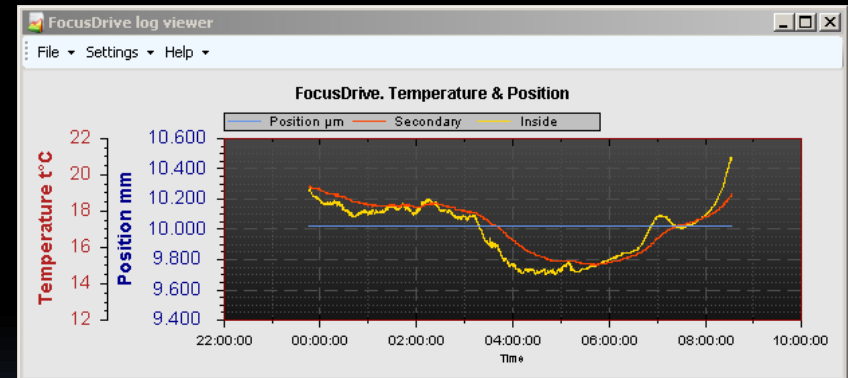 FocusDrive log viewer
File Settings Help
FocusDrive. Temperature & Position
Position µm Secondary Inside
Temperature t°C
22
20
18
16
14
12
Position mm
10.600
10.400
10.200
10.000
9.800
9.600
9.400
22:00:00 00:00:00 02:00:00 04:00:00 06:00:00 08:00:00 10:00:00
Time